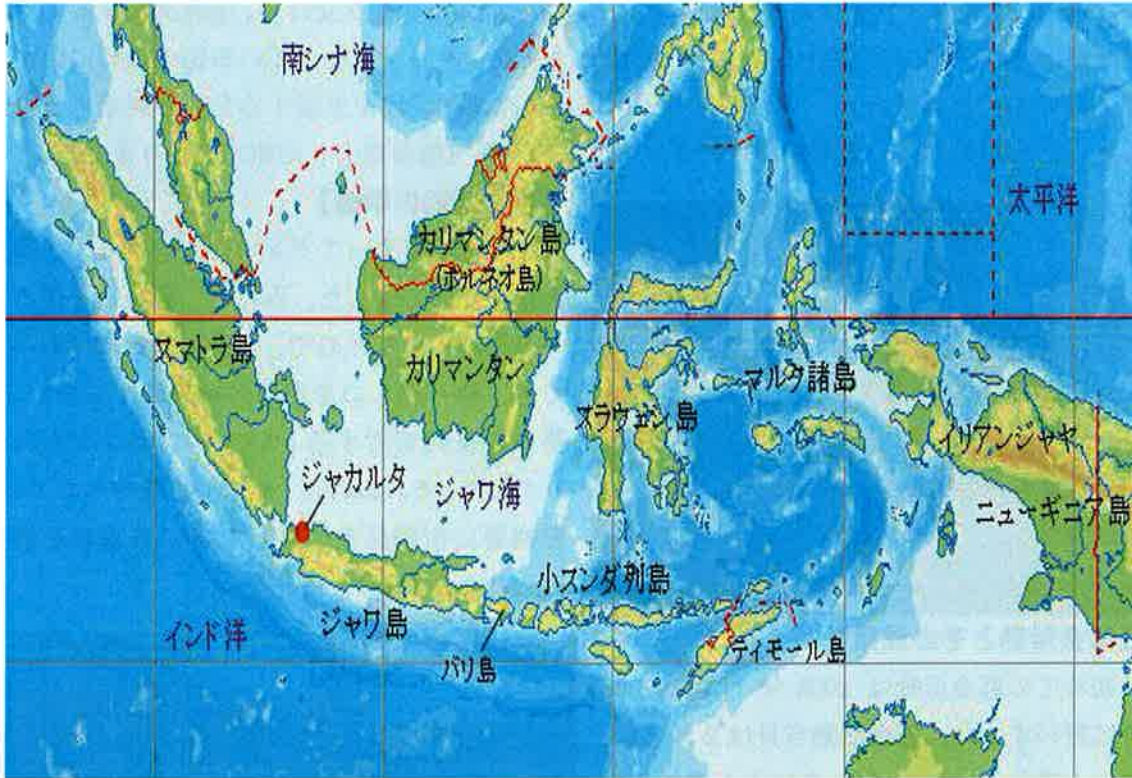 南シナ海
太平洋
カリマンタン島
(ボルネオ島)
スマトラ島
カリマンタン
マルク諸島
スラウェシ島
イリアンジャヤ
ジャカルタ
ジャワ海
ニューギニア島
小スンダ列島
ジャワ島
インド洋
バリ島
ティモール島